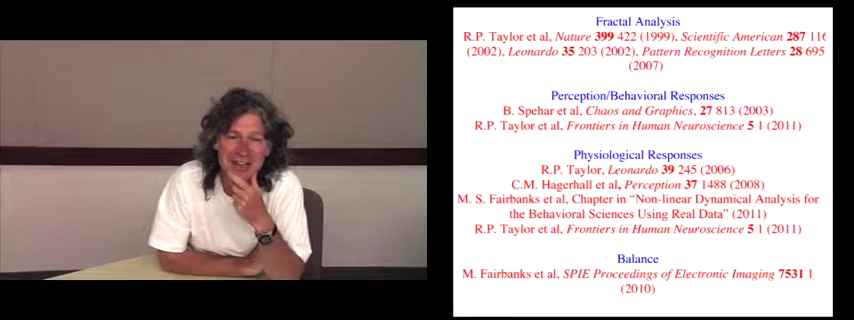 Fractal Analysis
R.P. Taylor et al, Nature 399 422 (1999), Scientific American 287 116
(2002), Leonardo 35 203 (2002), Pattern Recognition Letters 28 695
(2007)
Perception/Behavioral Responses
B. Spehar et al, Chaos and Graphics, 27 813 (2003)
R.P. Taylor et al, Frontiers in Human Neuroscience 5 1 (2011)
Physiological Responses
R.P. Taylor, Leonardo 39 245 (2006)
C.M. Hagerhall et al, Perception 37 1488 (2008)
M. S. Fairbanks et al, Chapter in “Non-linear Dynamical Analysis for
the Behavioral Sciences Using Real Data” (2011)
R.P. Taylor et al, Frontiers in Human Neuroscience 5 1 (2011)
Balance
M. Fairbanks et al, SPIE Proceedings of Electronic Imaging 7531 1
(2010)